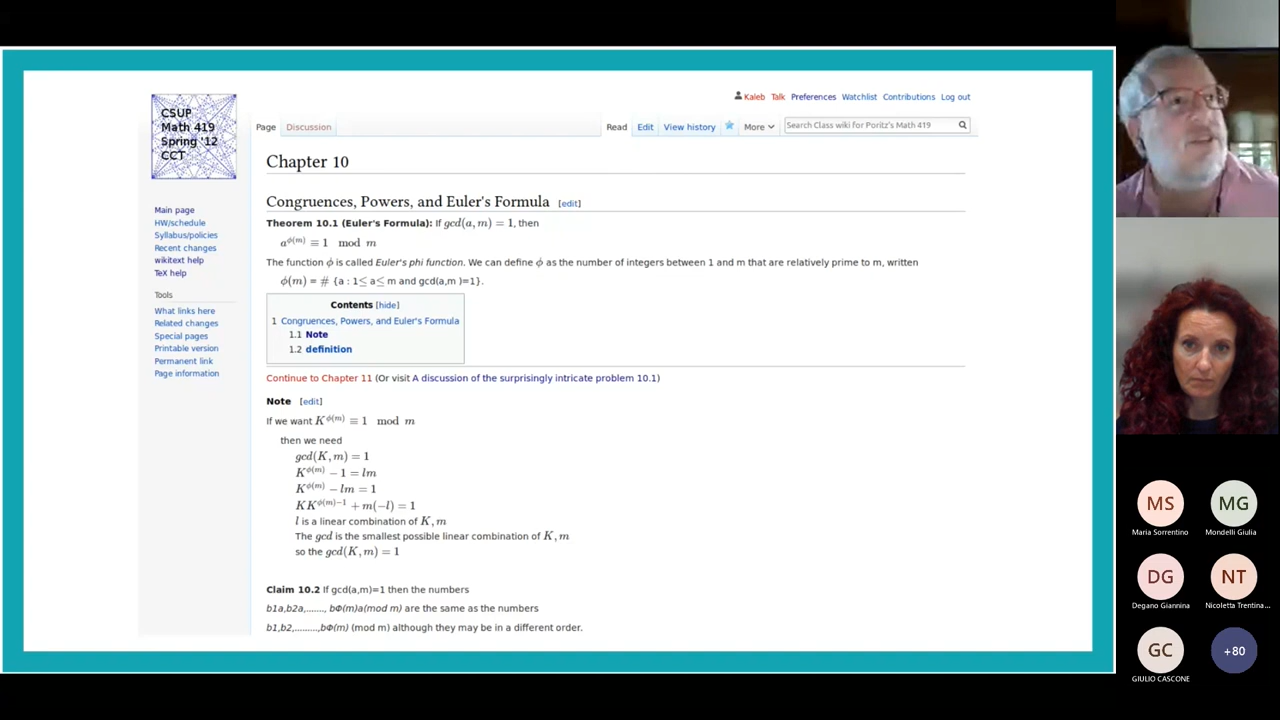 CSUP
Math 419
Spring '12
CCT
Kaleb Talk Preferences Watchlist Contributions Log out
Page Discussion Read Edit View history More Search Class wiki for Poritz's Math 419
Main page
HW/schedule
Syllabus/policies
Recent changes
wikitext help
TeX help
Tools
What links here
Related changes
Special pages
Printable version
Permanent link
Page information
Chapter 10
Congruences, Powers, and Euler's Formula [edit]
Theorem 10.1 (Euler's Formula): If gcd(a, m) = 1, then
a^{ϕ(m)} ≡ 1 mod m
The function ϕ is called Euler's phi function. We can define ϕ as the number of integers between 1 and m that are relatively prime to m, written
ϕ(m) = # {a : 1≤ a≤ m and gcd(a,m )=1}.
Contents [hide]
1 Congruences, Powers, and Euler's Formula
1.1 Note
1.2 definition
Continue to Chapter 11 (Or visit A discussion of the surprisingly intricate problem 10.1)
Note [edit]
If we want K^{ϕ(m)} ≡ 1 mod m
then we need
gcd(K, m) = 1
K^{ϕ(m)} − 1 = lm
K^{ϕ(m)} − lm = 1
KK^{ϕ(m)−1} + m(−l) = 1
l is a linear combination of K, m
The gcd is the smallest possible linear combination of K, m
so the gcd(K, m) = 1
Claim 10.2 If gcd(a,m)=1 then the numbers
b1a,b2a,......., bΦ(m)a(mod m) are the same as the numbers
b1,b2,.........,bΦ(m) (mod m) although they may be in a different order.
MS
Maria Sorrentino
MG
Mondelli Giulia
DG
Degano Giannina
NT
Nicoletta Trentina...
GC
GIULIO CASCONE
+80